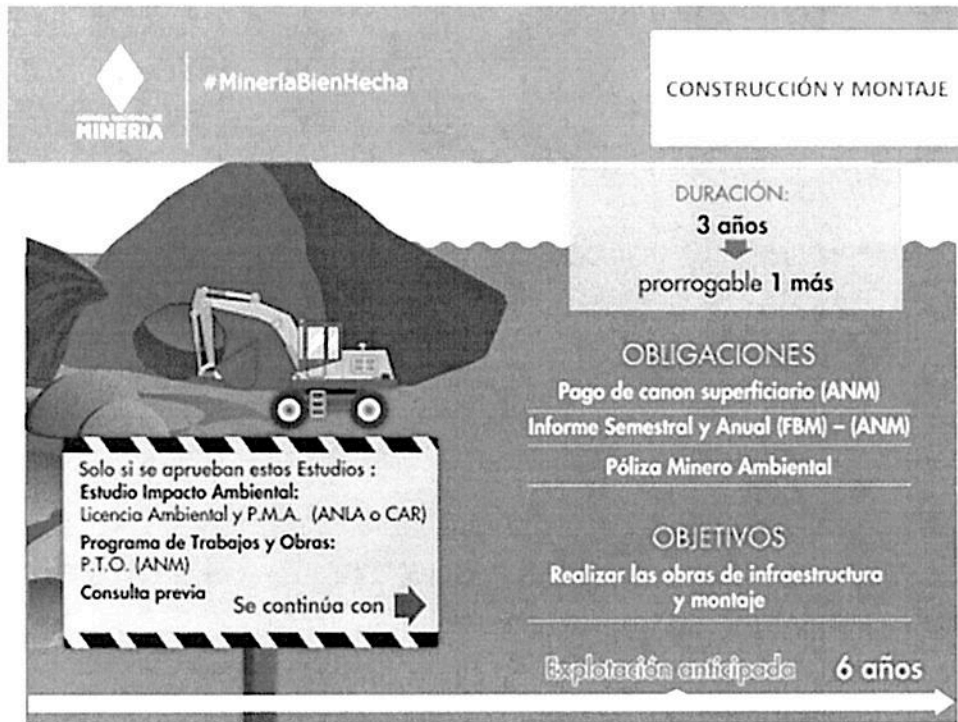 AGENCIA NACIONAL DE
MINERÍA
#MineríaBienHecha
CONSTRUCCIÓN Y MONTAJE
DURACIÓN:
3 años
prorrogable 1 más
OBLIGACIONES
Pago de canon superficiario (ANM)
Informe Semestral y Anual (FBM) – (ANM)
Póliza Minero Ambiental
OBJETIVOS
Realizar las obras de infraestructura
y montaje
Explotación anticipada 6 años
Solo si se aprueban estos Estudios :
Estudio Impacto Ambiental:
Licencia Ambiental y P.M.A. (ANLA o CAR)
Programa de Trabajos y Obras:
P.T.O. (ANM)
Consulta previa
Se continúa con